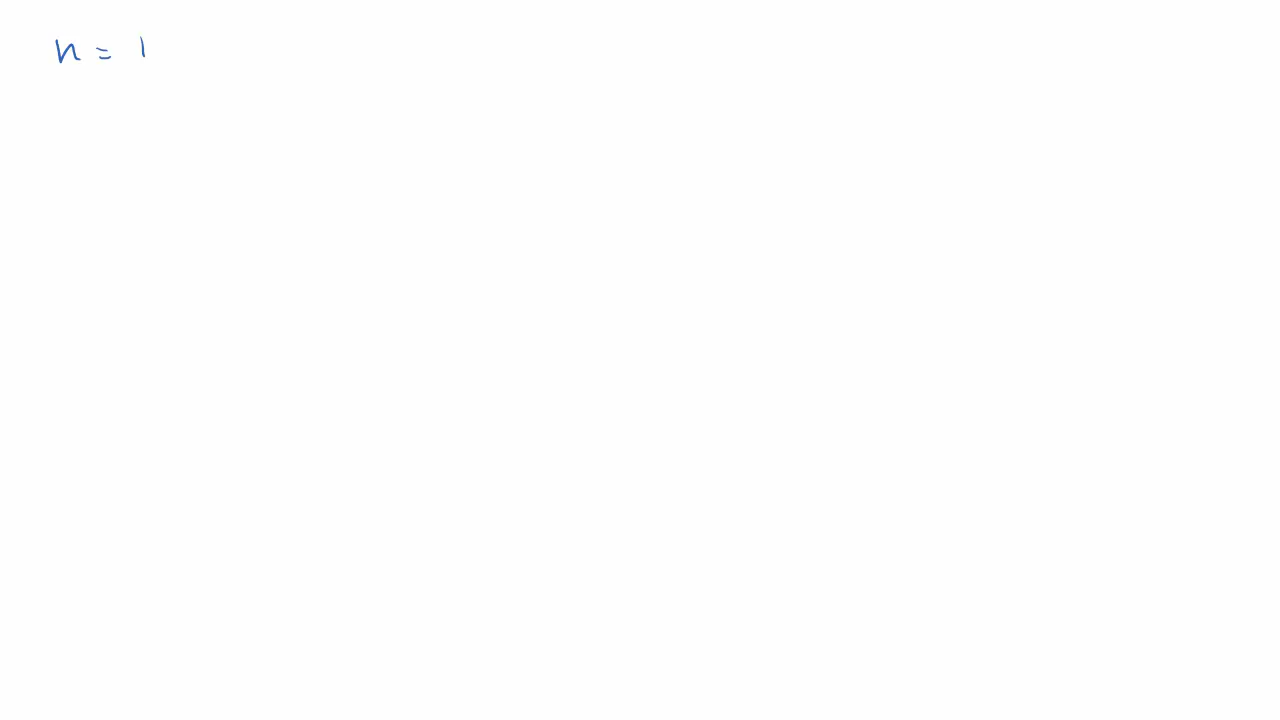 n = 1